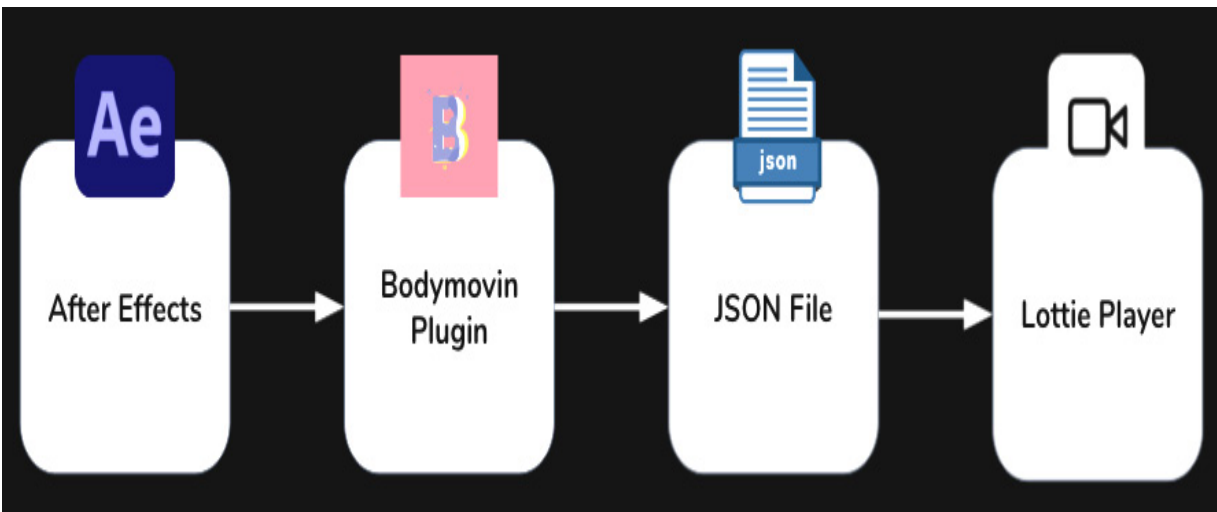 Ae
B
json
After Effects
Bodymovin
Plugin
JSON File
Lottie Player